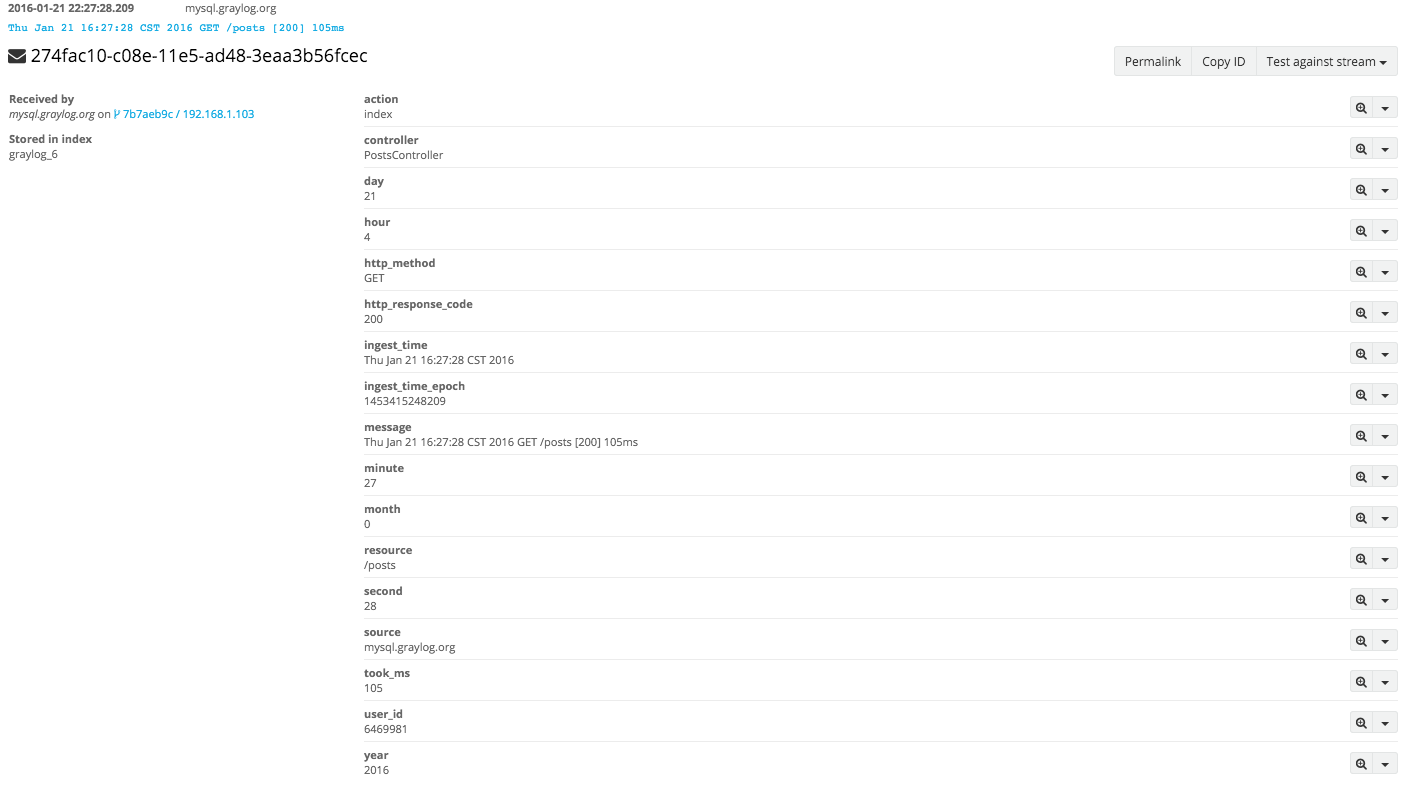 2016-01-21 22:27:28.209 mysql.graylog.org
Thu Jan 21 16:27:28 CST 2016 GET /posts [200] 105ms
274fac10-c08e-11e5-ad48-3eaa3b56fcec
Permalink Copy ID Test against stream
Received by
mysql.graylog.org on 7b7aeb9c / 192.168.1.103
Stored in index
graylog_6
action
index
controller
PostsController
day
21
hour
4
http_method
GET
http_response_code
200
ingest_time
Thu Jan 21 16:27:28 CST 2016
ingest_time_epoch
1453415248209
message
Thu Jan 21 16:27:28 CST 2016 GET /posts [200] 105ms
minute
27
month
0
resource
/posts
second
28
source
mysql.graylog.org
took_ms
105
user_id
6469981
year
2016